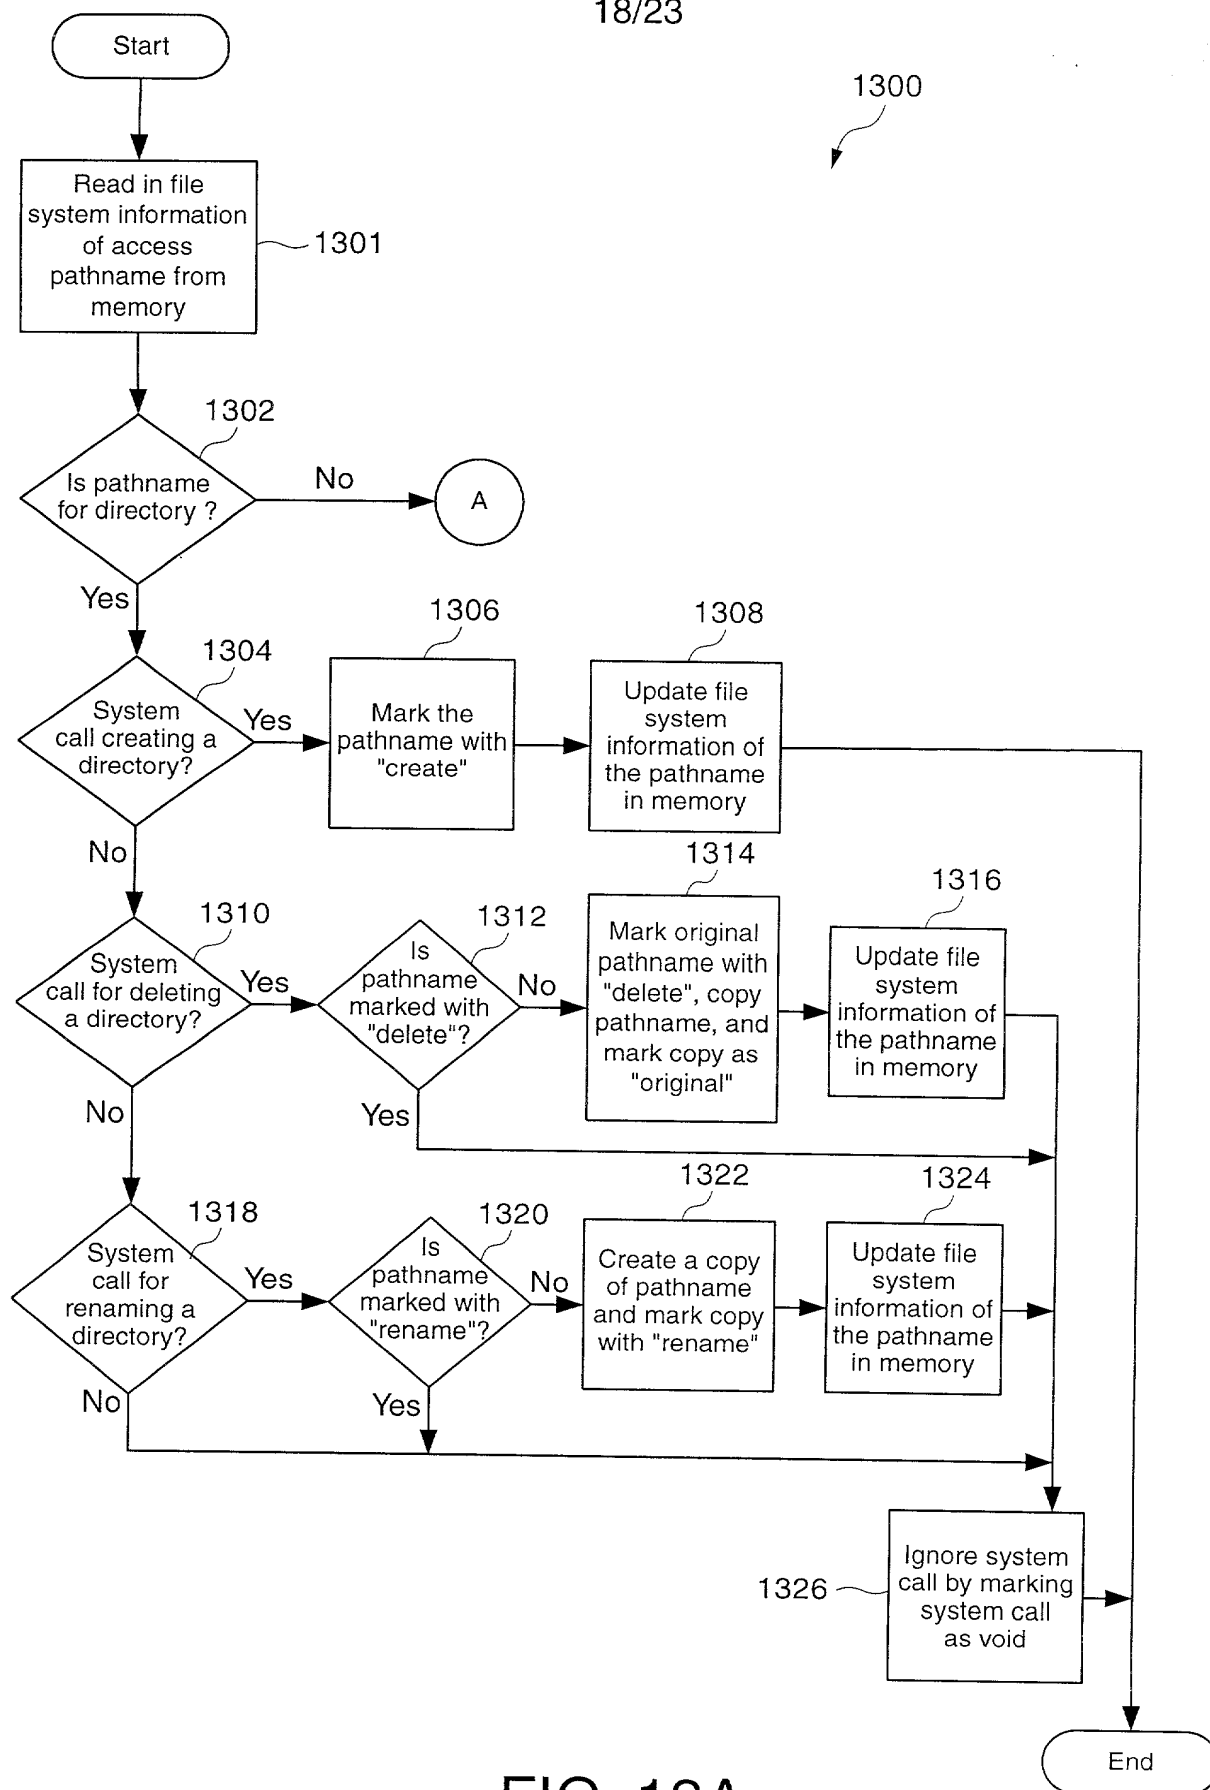 18/23
Start
1300
Read in file
system information
of access
pathname from
memory
1301
1302
Is pathname
for directory ?
No
A
Yes
1304
System
call creating a
directory?
Yes
1306
Mark the
pathname with
"create"
1308
Update file
system
information of
the pathname
in memory
No
1310
System
call for deleting
a directory?
Yes
1312
Is
pathname
marked with
"delete"?
No
1314
Mark original
pathname with
"delete", copy
pathname, and
mark copy as
"original"
1316
Update file
system
information of
the pathname
in memory
Yes
No
1318
System
call for
renaming a
directory?
Yes
1320
Is
pathname
marked with
"rename"?
No
1322
Create a copy
of pathname
and mark copy
with "rename"
1324
Update file
system
information of
the pathname
in memory
Yes
No
1326
Ignore system
call by marking
system call
as void
End